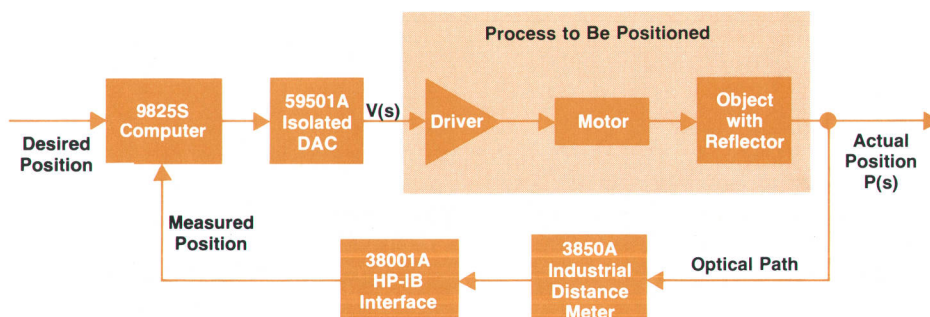 Process to Be Positioned
Desired
Position
9825S
Computer
59501A
Isolated
DAC
V(s)
Driver
Motor
Object
with
Reflector
Actual
Position
P(s)
Measured
Position
38001A
HP-IB
Interface
3850A
Industrial
Distance
Meter
Optical Path